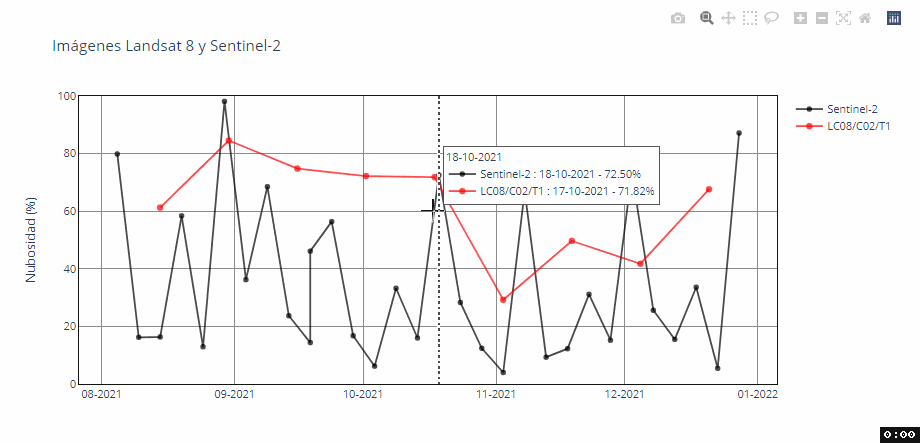 Imágenes Landsat 8 y Sentinel-2
100
80
60
40
20
0
Nubosidad (%)
08-2021
09-2021
10-2021
11-2021
12-2021
01-2022
Sentinel-2
LC08/C02/T1
18-10-2021
Sentinel-2 : 18-10-2021 - 72.50%
LC08/C02/T1 : 17-10-2021 - 71.82%
0:00